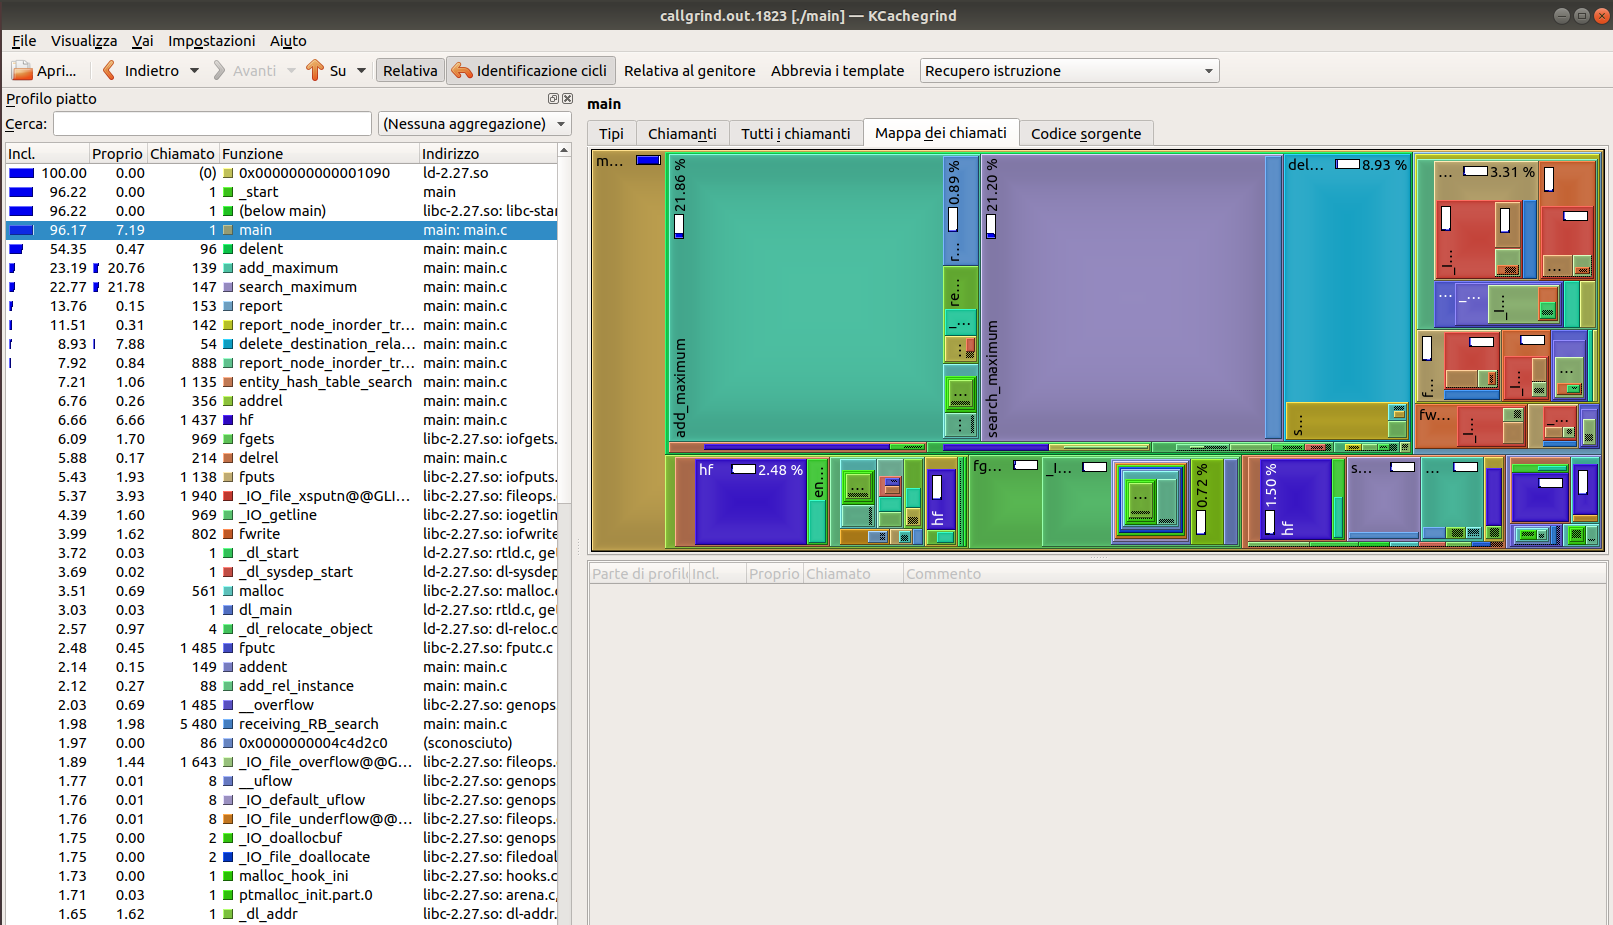 callgrind.out.1823 [./main] — KCachegrind
File Visualizza Vai Impostazioni Aiuto
Apri... Indietro Avanti Su Relativa Identificazione cicli Relativa al genitore Abbrevia i template Recupero istruzione
Profilo piatto
Cerca: (Nessuna aggregazione)
Incl. Proprio Chiamato Funzione Indirizzo
100.00 0.00 (0) 0x0000000000001090 ld-2.27.so
96.22 0.00 1 _start main
96.22 0.00 1 (below main) libc-2.27.so: libc-star
96.17 7.19 1 main main: main.c
54.35 0.47 96 delent main: main.c
23.19 20.76 139 add_maximum main: main.c
22.77 21.78 147 search_maximum main: main.c
13.76 0.15 153 report main: main.c
11.51 0.31 142 report_node_inorder_tr... main: main.c
8.93 7.88 54 delete_destination_rela... main: main.c
7.92 0.84 888 report_node_inorder_tr... main: main.c
7.21 1.06 1 135 entity_hash_table_search main: main.c
6.76 0.26 356 addrel main: main.c
6.66 6.66 1 437 hf main: main.c
6.09 1.70 969 fgets libc-2.27.so: iofgets.
5.88 0.17 214 delrel main: main.c
5.43 1.93 1 138 fputs libc-2.27.so: iofputs.
5.37 3.93 1 940 _IO_file_xsputn@@GLI... libc-2.27.so: fileops.
4.39 1.60 969 _IO_getline libc-2.27.so: iogetlin
3.99 1.62 802 fwrite libc-2.27.so: iofwrite
3.72 0.03 1 _dl_start ld-2.27.so: rtld.c, ge
3.69 0.02 1 _dl_sysdep_start ld-2.27.so: dl-sysdep
3.51 0.69 561 malloc libc-2.27.so: malloc.
3.03 0.03 1 dl_main ld-2.27.so: rtld.c, ge
2.57 0.97 4 _dl_relocate_object ld-2.27.so: dl-reloc.c
2.48 0.45 1 485 fputc libc-2.27.so: fputc.c
2.14 0.15 149 addent main: main.c
2.12 0.27 88 add_rel_instance main: main.c
2.03 0.69 1 485 __overflow libc-2.27.so: genops
1.98 1.98 5 480 receiving_RB_search main: main.c
1.97 0.00 86 0x0000000004c4d2c0 (sconosciuto)
1.89 1.44 1 643 _IO_file_overflow@@G... libc-2.27.so: fileops.
1.77 0.01 8 __uflow libc-2.27.so: genops
1.76 0.01 8 _IO_default_uflow libc-2.27.so: genops
1.76 0.01 8 _IO_file_underflow@@... libc-2.27.so: fileops.
1.75 0.00 2 _IO_doallocbuf libc-2.27.so: genops
1.75 0.00 2 _IO_file_doallocate libc-2.27.so: filedoal
1.73 0.00 1 malloc_hook_ini libc-2.27.so: hooks.c
1.71 0.03 1 ptmalloc_init.part.0 libc-2.27.so: arena.c,
1.65 1.62 1 _dl_addr libc-2.27.so: dl-addr.
main
Tipi Chiamanti Tutti i chiamanti Mappa dei chiamati Codice sorgente
m...
add_maximum 21.86 %
r... 0.89 %
re...
search_maximum 21.20 %
del... 8.93 %
s...
... 3.31 %
f...
fw...
hf 2.48 %
en...
hf
fg...
_I...
0.72 %
hf 1.50 %
s...
Parte di profilo Incl. Proprio Chiamato Commento